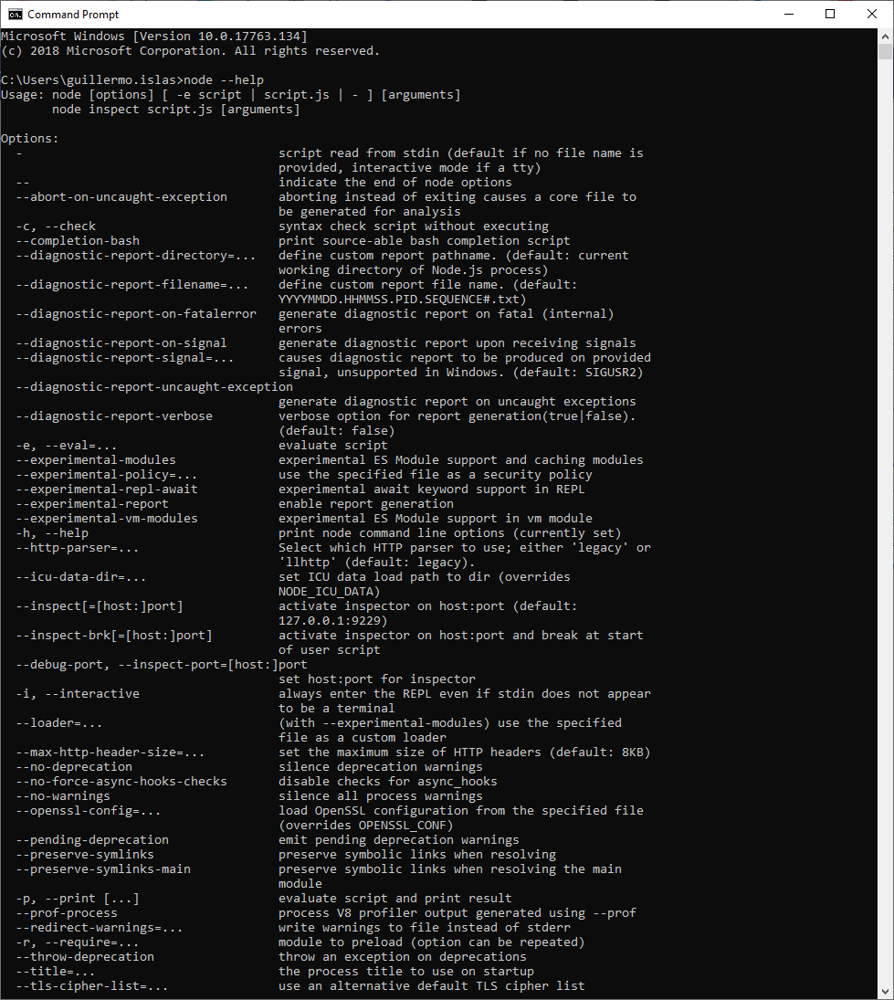 Command Prompt
Microsoft Windows [Version 10.0.17763.134]
(c) 2018 Microsoft Corporation. All rights reserved.
C:\Users\guillermo.islas>node --help
Usage: node [options] [ -e script | script.js | - ] [arguments]
       node inspect script.js [arguments]
Options:
  -                                   script read from stdin (default if no file name is
                                      provided, interactive mode if a tty)
  --                                  indicate the end of node options
  --abort-on-uncaught-exception       aborting instead of exiting causes a core file to
                                      be generated for analysis
  -c, --check                         syntax check script without executing
  --completion-bash                   print source-able bash completion script
  --diagnostic-report-directory=...   define custom report pathname. (default: current
                                      working directory of Node.js process)
  --diagnostic-report-filename=...    define custom report file name. (default:
                                      YYYYMMDD.HHMMSS.PID.SEQUENCE#.txt)
  --diagnostic-report-on-fatalerror   generate diagnostic report on fatal (internal)
                                      errors
  --diagnostic-report-on-signal       generate diagnostic report upon receiving signals
  --diagnostic-report-signal=...      causes diagnostic report to be produced on provided
                                      signal, unsupported in Windows. (default: SIGUSR2)
  --diagnostic-report-uncaught-exception
                                      generate diagnostic report on uncaught exceptions
  --diagnostic-report-verbose         verbose option for report generation(true|false).
                                      (default: false)
  -e, --eval=...                      evaluate script
  --experimental-modules              experimental ES Module support and caching modules
  --experimental-policy=...           use the specified file as a security policy
  --experimental-repl-await           experimental await keyword support in REPL
  --experimental-report               enable report generation
  --experimental-vm-modules           experimental ES Module support in vm module
  -h, --help                          print node command line options (currently set)
  --http-parser=...                   Select which HTTP parser to use; either 'legacy' or
                                      'llhttp' (default: legacy).
  --icu-data-dir=...                  set ICU data load path to dir (overrides
                                      NODE_ICU_DATA)
  --inspect[=[host:]port]             activate inspector on host:port (default:
                                      127.0.0.1:9229)
  --inspect-brk[=[host:]port]         activate inspector on host:port and break at start
                                      of user script
  --debug-port, --inspect-port=[host:]port
                                      set host:port for inspector
  -i, --interactive                   always enter the REPL even if stdin does not appear
                                      to be a terminal
  --loader=...                        (with --experimental-modules) use the specified
                                      file as a custom loader
  --max-http-header-size=...          set the maximum size of HTTP headers (default: 8KB)
  --no-deprecation                    silence deprecation warnings
  --no-force-async-hooks-checks       disable checks for async_hooks
  --no-warnings                       silence all process warnings
  --openssl-config=...                load OpenSSL configuration from the specified file
                                      (overrides OPENSSL_CONF)
  --pending-deprecation               emit pending deprecation warnings
  --preserve-symlinks                 preserve symbolic links when resolving
  --preserve-symlinks-main            preserve symbolic links when resolving the main
                                      module
  -p, --print [...]                   evaluate script and print result
  --prof-process                      process V8 profiler output generated using --prof
  --redirect-warnings=...             write warnings to file instead of stderr
  -r, --require=...                   module to preload (option can be repeated)
  --throw-deprecation                 throw an exception on deprecations
  --title=...                         the process title to use on startup
  --tls-cipher-list=...               use an alternative default TLS cipher list